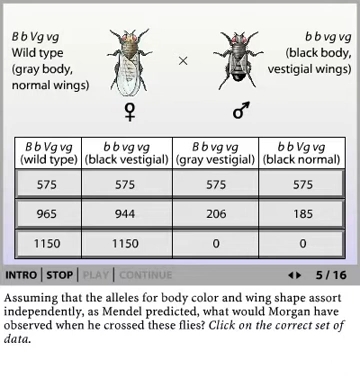 B b Vg vg
Wild type
(gray body,
normal wings)
×
b b vg vg
(black body,
vestigial wings)
♀
♂
B b Vg vg
(wild type)
b b vg vg
(black vestigial)
B b vg vg
(gray vestigial)
b b Vg vg
(black normal)
575 575 575 575
965 944 206 185
1150 1150 0 0
INTRO | STOP | PLAY | CONTINUE 5 / 16
Assuming that the alleles for body color and wing shape assort
independently, as Mendel predicted, what would Morgan have
observed when he crossed these flies? Click on the correct set of
data.